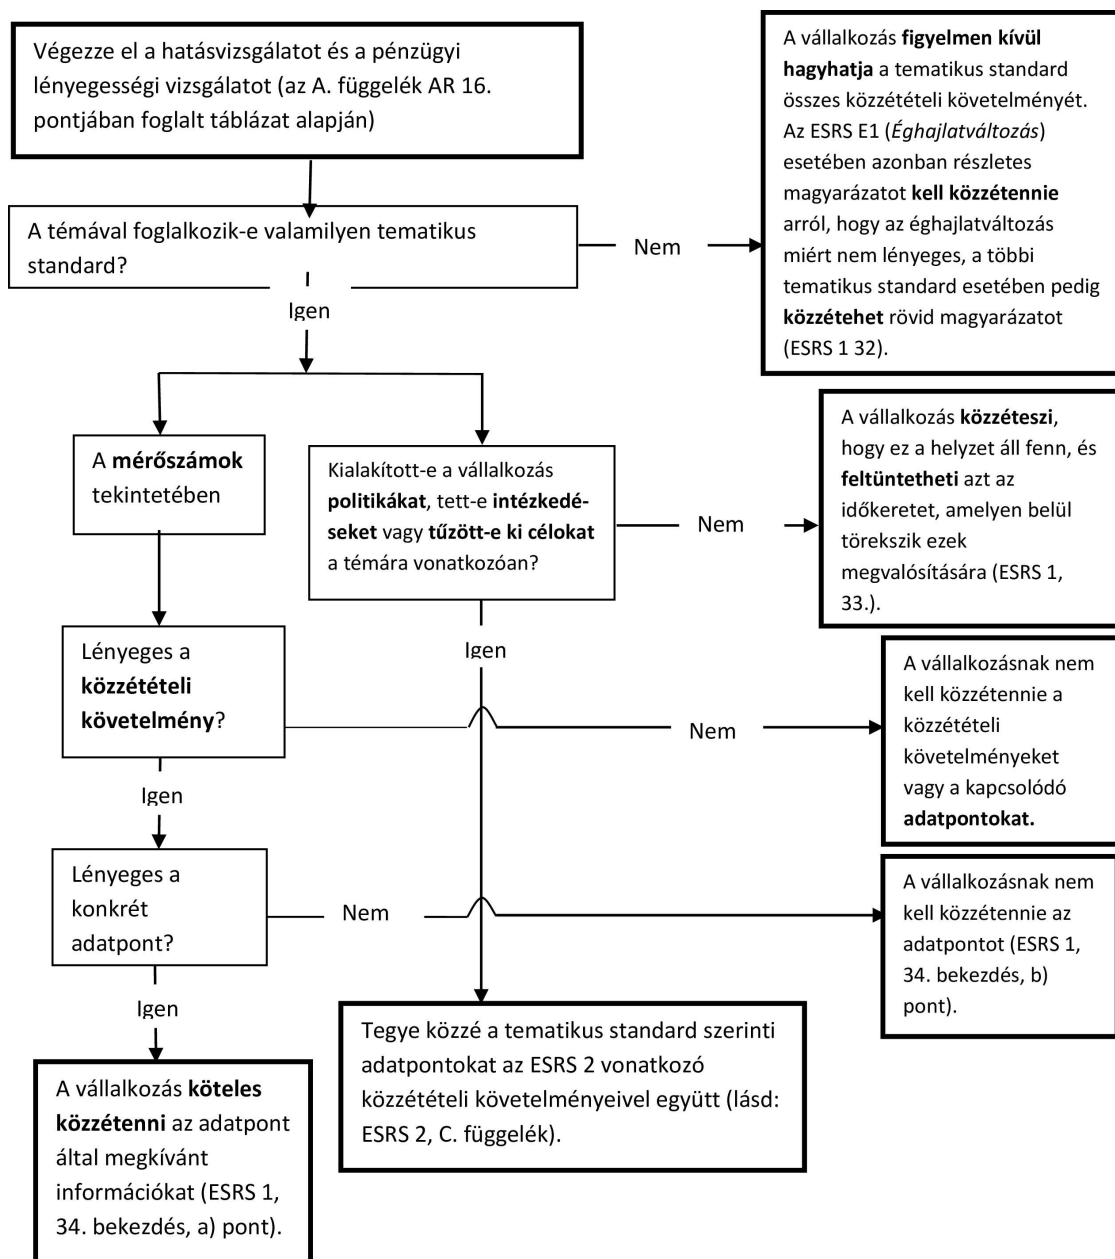 Végezze el a hatásvizsgálatot és a pénzügyi
lényegességi vizsgálatot (az A. függelék AR 16.
pontjában foglalt táblázat alapján)
A vállalkozás figyelmen kívül
hagyhatja a tematikus standard
összes közzétételi követelményét.
Az ESRS E1 (Éghajlatváltozás)
esetében azonban részletes
magyarázatot kell közzétennie
arról, hogy az éghajlatváltozás
miért nem lényeges, a többi
tematikus standard esetében pedig
közzétehet rövid magyarázatot
(ESRS 1 32).
A témával foglalkozik-e valamilyen tematikus
standard?
Nem
Igen
A mérőszámok
tekintetében
Kialakított-e a vállalkozás
politikákat, tett-e intézkedé-
seket vagy tűzött-e ki célokat
a témára vonatkozóan?
Nem
A vállalkozás közzéteszi,
hogy ez a helyzet áll fenn, és
feltüntetheti azt az
időkeretet, amelyen belül
törekszik ezek
megvalósítására (ESRS 1,
33.).
Igen
Lényeges a
közzétételi
követelmény?
Nem
A vállalkozásnak nem
kell közzétennie a
közzétételi
követelményeket
vagy a kapcsolódó
adatpontokat.
Igen
Lényeges a
konkrét
adatpont?
Nem
A vállalkozásnak nem
kell közzétennie az
adatpontot (ESRS 1,
34. bekezdés, b)
pont).
Igen
Tegye közzé a tematikus standard szerinti
adatpontokat az ESRS 2 vonatkozó
közzétételi követelményeivel együtt (lásd:
ESRS 2, C. függelék).
A vállalkozás köteles
közzétenni az adatpont
által megkívánt
információkat (ESRS 1,
34. bekezdés, a) pont).